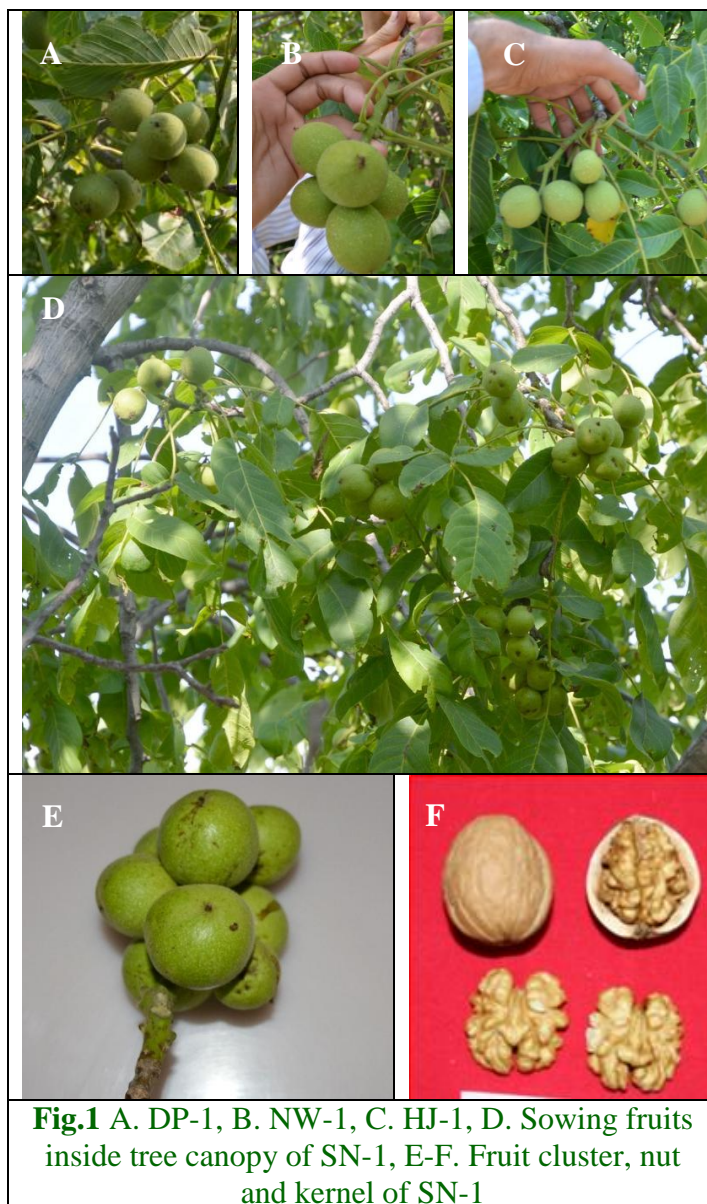 A
B
C
D
E
F
Fig.1 A. DP-1, B. NW-1, C. HJ-1, D. Sowing fruits
inside tree canopy of SN-1, E-F. Fruit cluster, nut
and kernel of SN-1